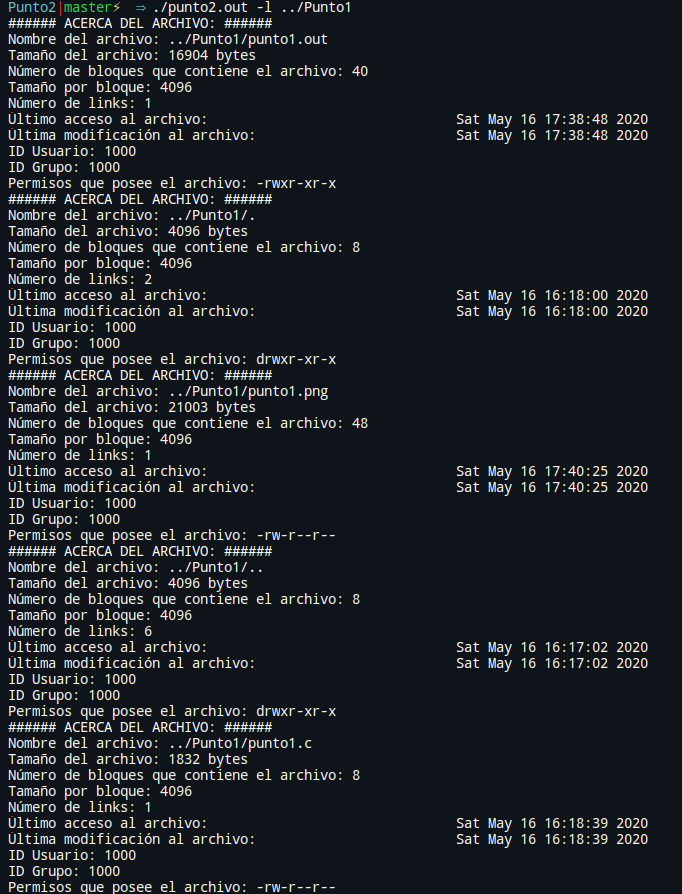 Punto2|master⚡ ⇒ ./punto2.out -l ../Punto1
###### ACERCA DEL ARCHIVO: ######
Nombre del archivo: ../Punto1/punto1.out
Tamaño del archivo: 16904 bytes
Número de bloques que contiene el archivo: 40
Tamaño por bloque: 4096
Número de links: 1
Último acceso al archivo: Sat May 16 17:38:48 2020
Última modificación al archivo: Sat May 16 17:38:48 2020
ID Usuario: 1000
ID Grupo: 1000
Permisos que posee el archivo: -rwxr-xr-x
###### ACERCA DEL ARCHIVO: ######
Nombre del archivo: ../Punto1/.
Tamaño del archivo: 4096 bytes
Número de bloques que contiene el archivo: 8
Tamaño por bloque: 4096
Número de links: 2
Último acceso al archivo: Sat May 16 16:18:00 2020
Última modificación al archivo: Sat May 16 16:18:00 2020
ID Usuario: 1000
ID Grupo: 1000
Permisos que posee el archivo: drwxr-xr-x
###### ACERCA DEL ARCHIVO: ######
Nombre del archivo: ../Punto1/punto1.png
Tamaño del archivo: 21003 bytes
Número de bloques que contiene el archivo: 48
Tamaño por bloque: 4096
Número de links: 1
Último acceso al archivo: Sat May 16 17:40:25 2020
Última modificación al archivo: Sat May 16 17:40:25 2020
ID Usuario: 1000
ID Grupo: 1000
Permisos que posee el archivo: -rw-r--r--
###### ACERCA DEL ARCHIVO: ######
Nombre del archivo: ../Punto1/..
Tamaño del archivo: 4096 bytes
Número de bloques que contiene el archivo: 8
Tamaño por bloque: 4096
Número de links: 6
Último acceso al archivo: Sat May 16 16:17:02 2020
Última modificación al archivo: Sat May 16 16:17:02 2020
ID Usuario: 1000
ID Grupo: 1000
Permisos que posee el archivo: drwxr-xr-x
###### ACERCA DEL ARCHIVO: ######
Nombre del archivo: ../Punto1/punto1.c
Tamaño del archivo: 1832 bytes
Número de bloques que contiene el archivo: 8
Tamaño por bloque: 4096
Número de links: 1
Último acceso al archivo: Sat May 16 16:18:39 2020
Última modificación al archivo: Sat May 16 16:18:39 2020
ID Usuario: 1000
ID Grupo: 1000
Permisos que posee el archivo: -rw-r--r--